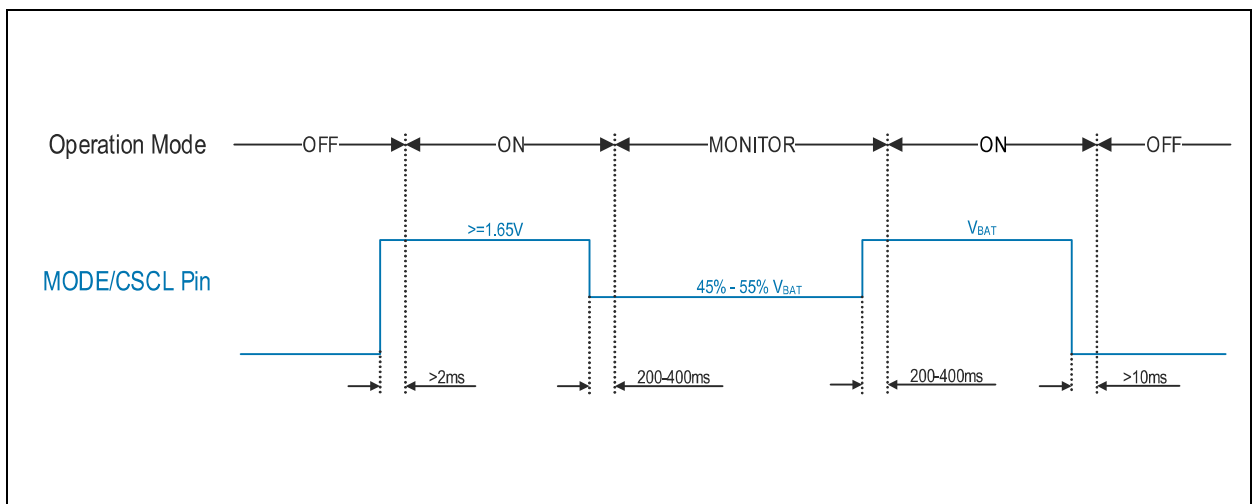 Operation Mode OFF ON MONITOR ON OFF
>=1.65V VBAT
MODE/CSCL Pin 45% - 55% VBAT
>2ms 200-400ms 200-400ms >10ms